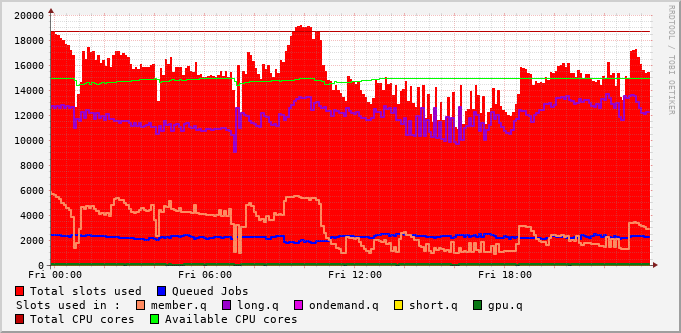 20000
18000
16000
14000
12000
10000
8000
6000
4000
2000
0
Fri 00:00 Fri 06:00 Fri 12:00 Fri 18:00
Total slots used Queued Jobs
Slots used in : member.q long.q ondemand.q short.q gpu.q
Total CPU cores Available CPU cores
RRDTOOL / TOBI OETIKER